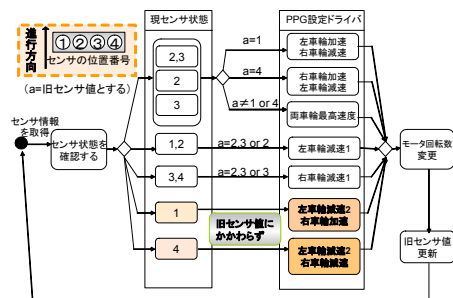 現センサ状態
PPG設定ドライバ
進行方向
①②③④
センサの位置番号
（a=旧センサ値とする）
センサ情報
を取得
センサ状態を
確認する
2,3
2
3
1,2
3,4
1
4
a=1
a=4
a≠1 or 4
a=2,3 or 2
a=2,3 or 3
旧センサ値に
かかわらず
左車輪加速
右車輪減速
右車輪加速
左車輪減速
両車輪最高速度
左車輪減速1
右車輪減速1
左車輪減速2
右車輪加速
左車輪減速2
右車輪減速
モータ回転数
変更
旧センサ値
更新